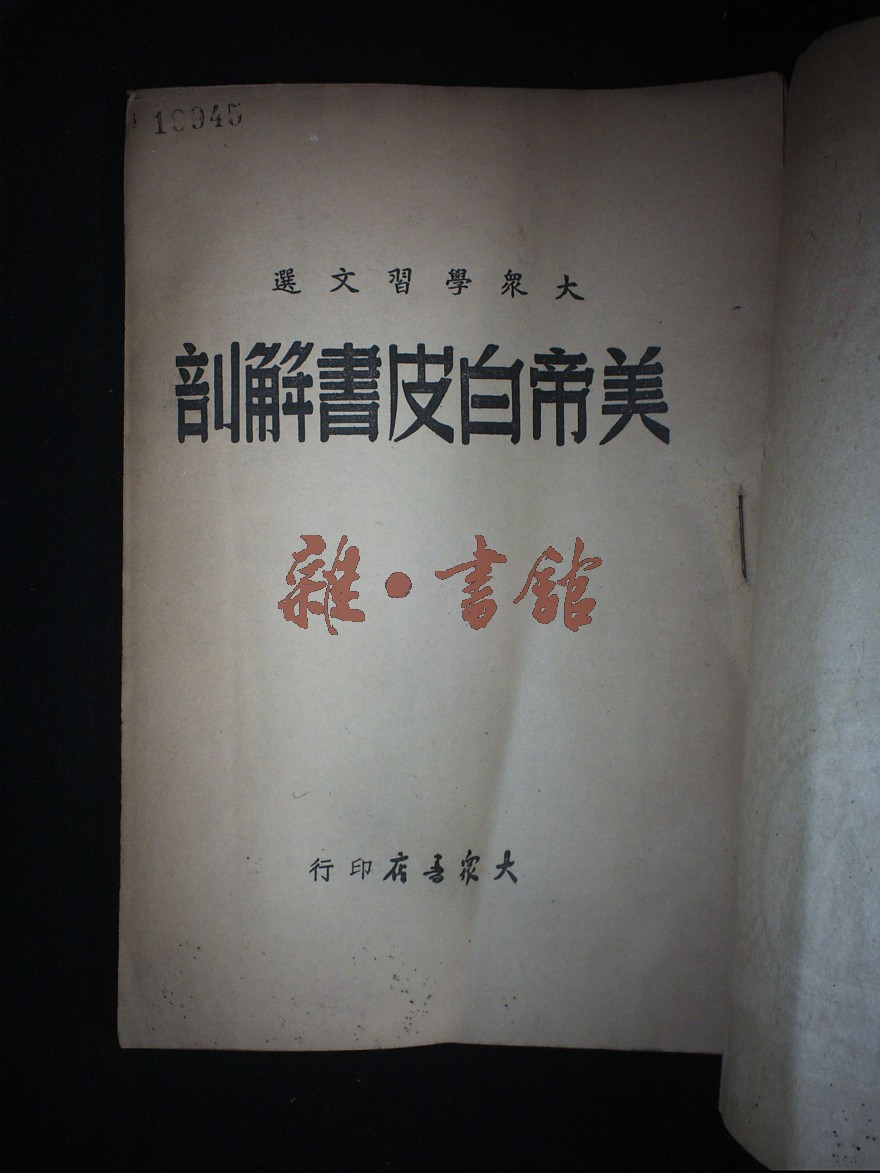 19945
大衆學習文選
美帝白皮書解剖
雜·書館
大衆書店印行